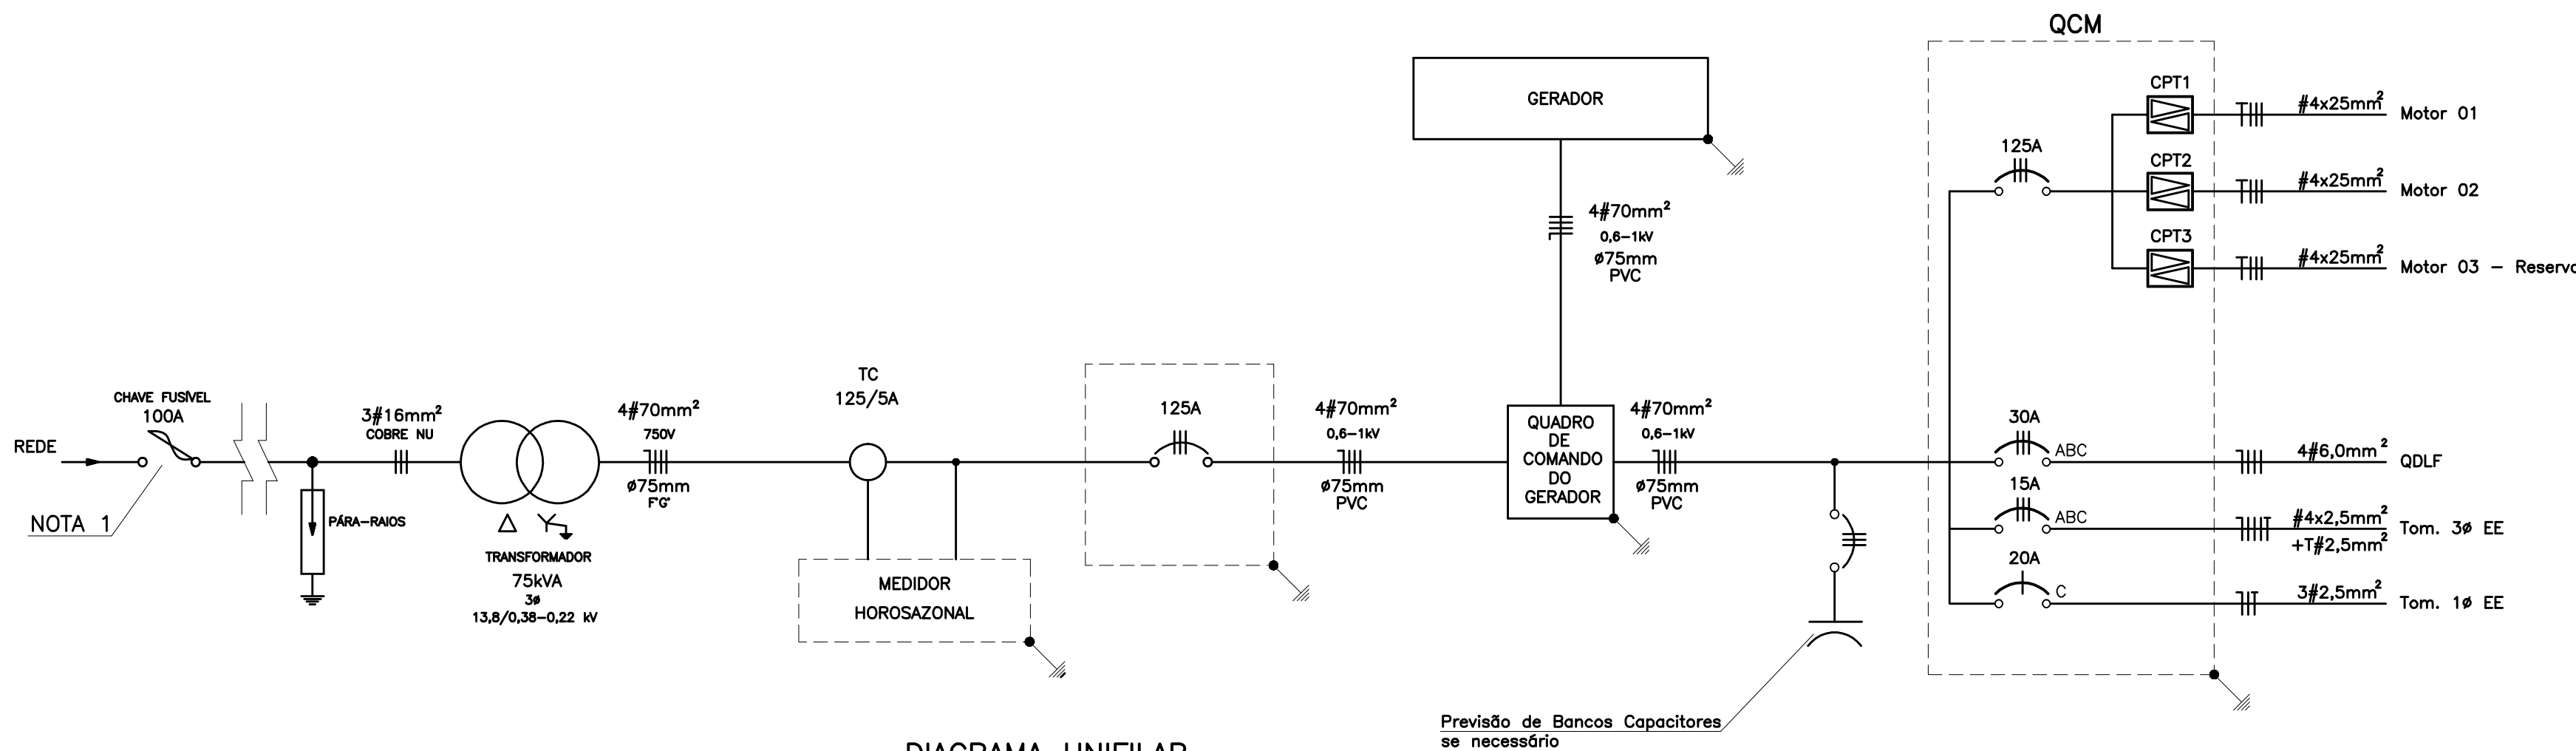 QCM
GERADOR
CPT1
#4x25mm²
Motor 01
125A
CPT2
#4x25mm²
Motor 02
CPT3
#4x25mm²
Motor 03 – Reserva
4#70mm²
0,6–1kV
ø75mm
PVC
REDE
CHAVE FUSÍVEL
100A
NOTA 1
PÁRA-RAIOS
3#16mm²
COBRE NU
TRANSFORMADOR
75kVA
3ø
13,8/0,38–0,22 kV
4#70mm²
750V
ø75mm
F°G°
TC
125/5A
MEDIDOR
HOROSAZONAL
125A
4#70mm²
0,6–1kV
ø75mm
PVC
QUADRO
DE
COMANDO
DO
GERADOR
4#70mm²
0,6–1kV
ø75mm
PVC
30A
ABC
4#6,0mm²
QDLF
15A
ABC
#4x2,5mm²
+T#2,5mm²
Tom. 3ø EE
20A
C
3#2,5mm²
Tom. 1ø EE
Previsão de Bancos Capacitores
se necessário
DIAGRAMA UNIFILAR